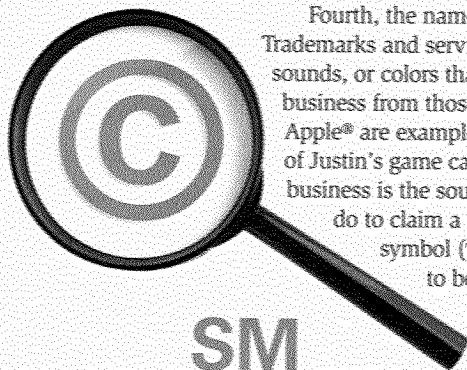 Fourth, the nam
Trademarks and serv
sounds, or colors tha
business from thos
Apple® are exampl
of Justin's game ca
business is the sou
do to claim a
symbol (
to be
©
SM